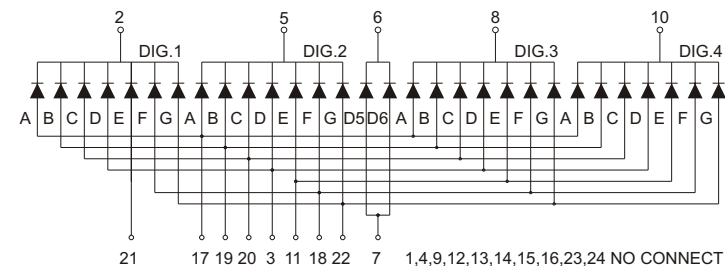 2 5 6 8 10
DIG.1 DIG.2 DIG.3 DIG.4
A B C D E F G A B C D E F G D5 D6 A B C D E F G A B C D E F G
21 17 19 20 3 11 18 22 7 1,4,9,12,13,14,15,16,23,24 NO CONNECT